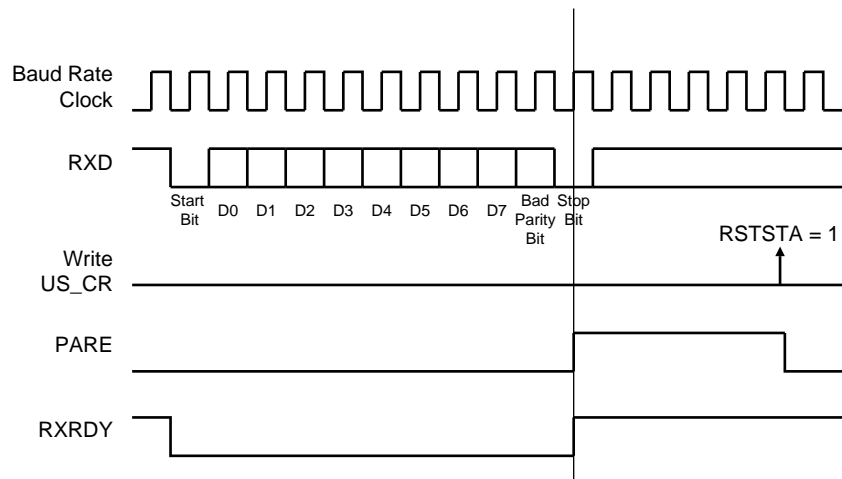 Baud Rate
Clock
RXD
Start
Bit
D0 D1 D2 D3 D4 D5 D6 D7
Bad
Parity
Bit
Stop
Bit
RSTSTA = 1
Write
US_CR
PARE
RXRDY